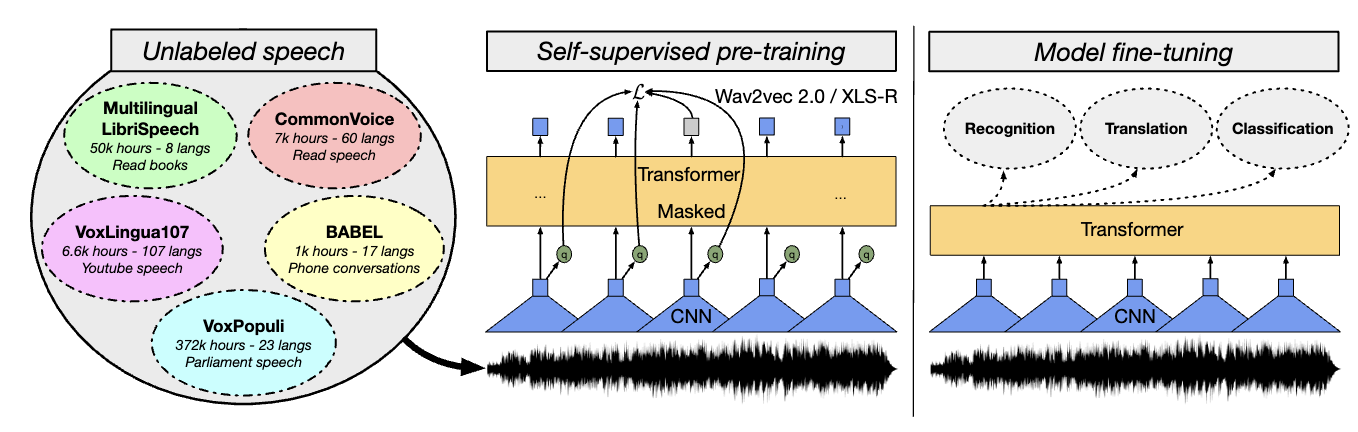 Unlabeled speech
Multilingual
LibriSpeech
50k hours - 8 langs
Read books
CommonVoice
7k hours - 60 langs
Read speech
VoxLingua107
6.6k hours - 107 langs
Youtube speech
BABEL
1k hours - 17 langs
Phone conversations
VoxPopuli
372k hours - 23 langs
Parliament speech
Self-supervised pre-training
ℒ
Wav2vec 2.0 / XLS-R
Transformer
... ...
Masked
q q q q q
CNN
Model fine-tuning
Recognition
Translation
Classification
Transformer
CNN